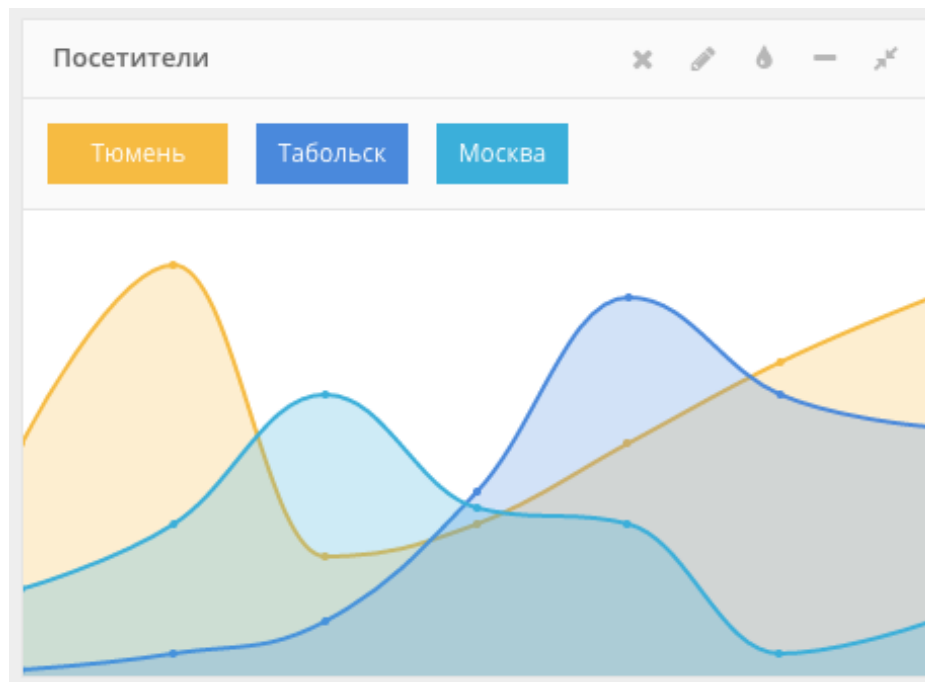 Посетители
Тюмень
Табольск
Москва